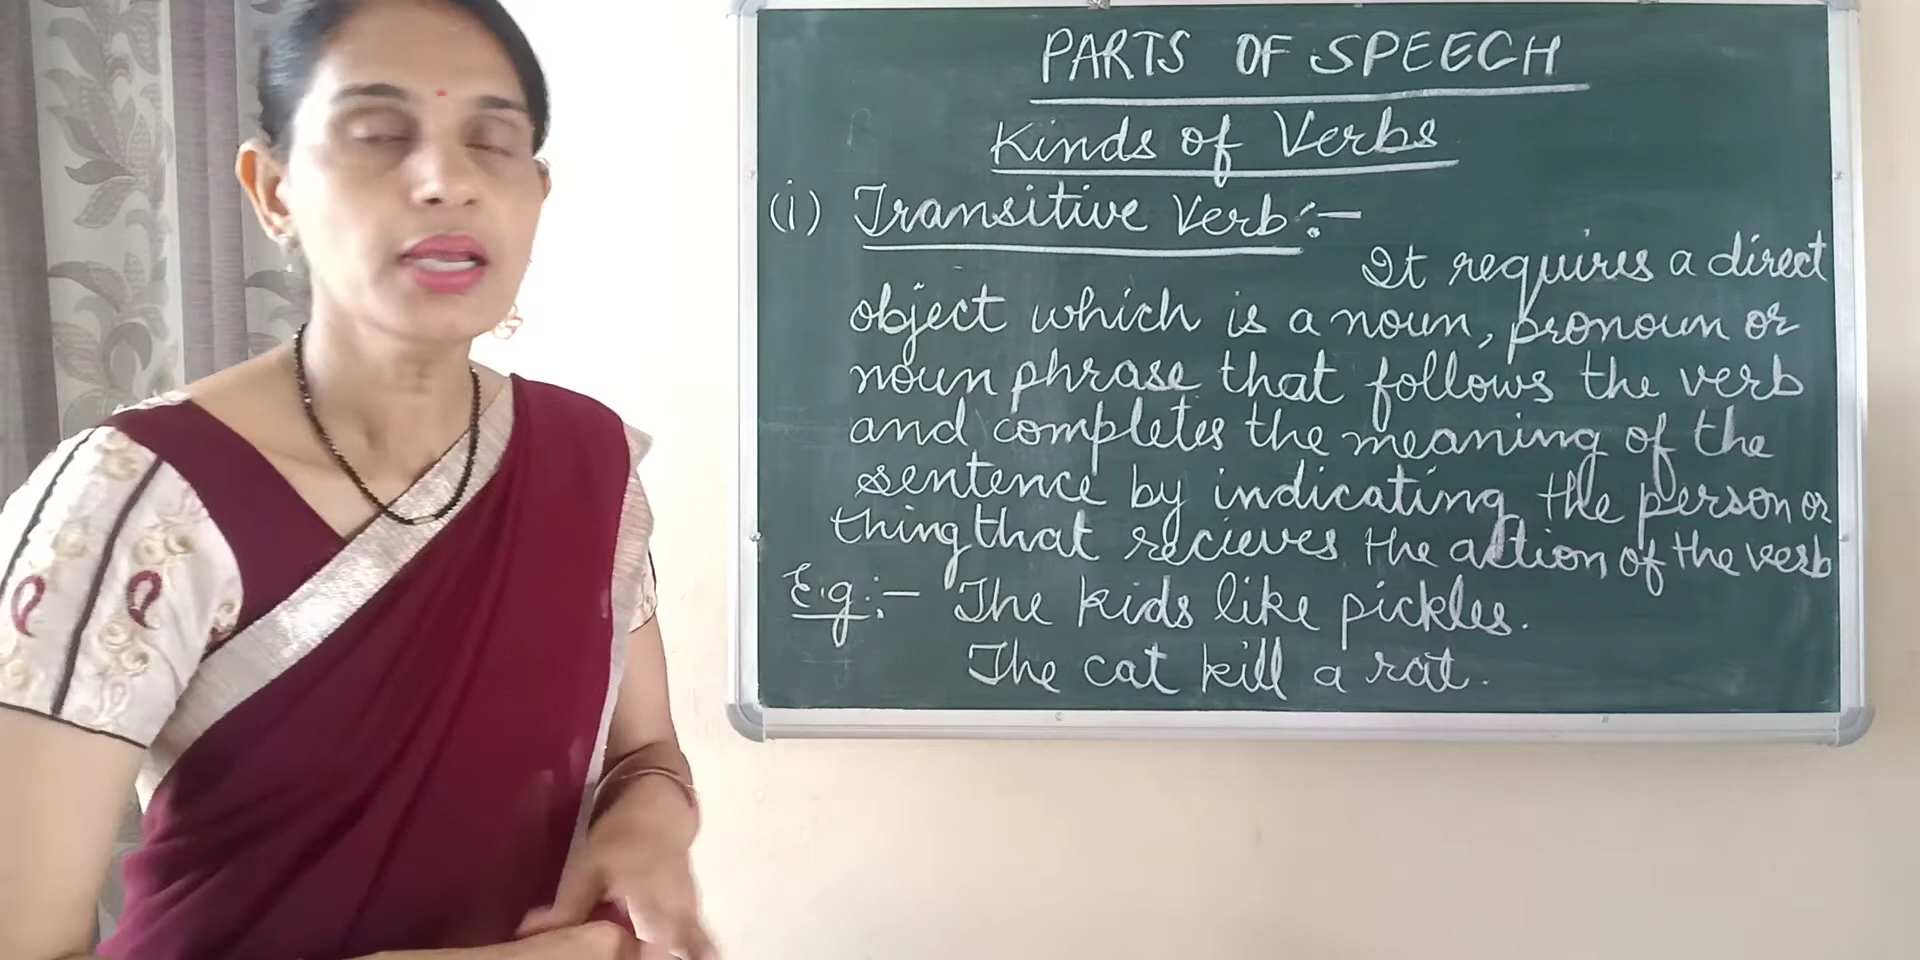 PARTS OF SPEECH
Kinds of Verbs
(i) Transitive Verb :-
It requires a direct
object which is a noun, pronoun or
noun phrase that follows the verb
and completes the meaning of the
sentence by indicating the person or
thing that recieves the action of the verb
E.g. :- The kids like pickles.
The cat kill a rat.